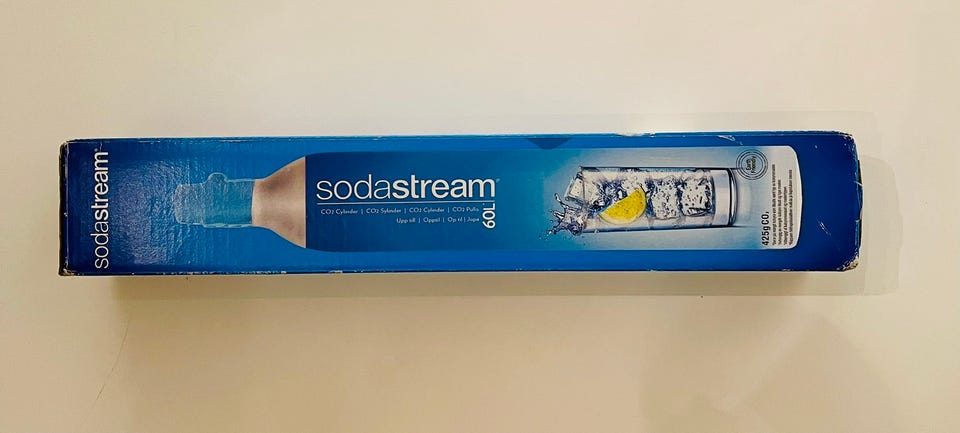 sodastream®
sodastream®
CO2 Cylinder | CO2 Sylinder | CO2 Cylinder | CO2 Pullo
Upp till | Opptil | Op til | Jopa
60L
425g CO₂